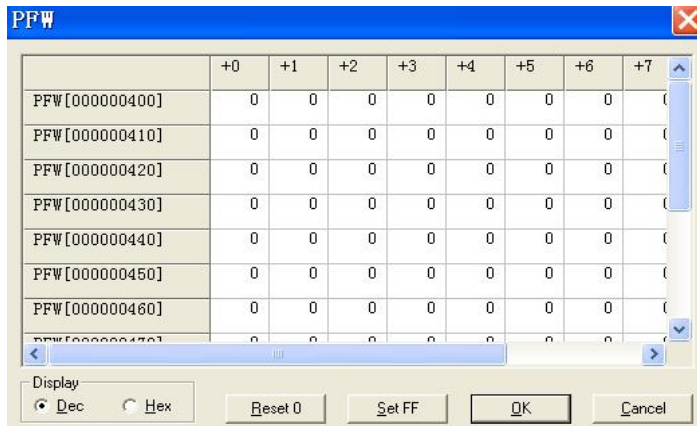 PFW
+0 +1 +2 +3 +4 +5 +6 +7
PFW[000000400] 0 0 0 0 0 0 0
PFW[000000410] 0 0 0 0 0 0 0
PFW[000000420] 0 0 0 0 0 0 0
PFW[000000430] 0 0 0 0 0 0 0
PFW[000000440] 0 0 0 0 0 0 0
PFW[000000450] 0 0 0 0 0 0 0
PFW[000000460] 0 0 0 0 0 0 0
Display
Dec Hex Reset 0 Set FF OK Cancel